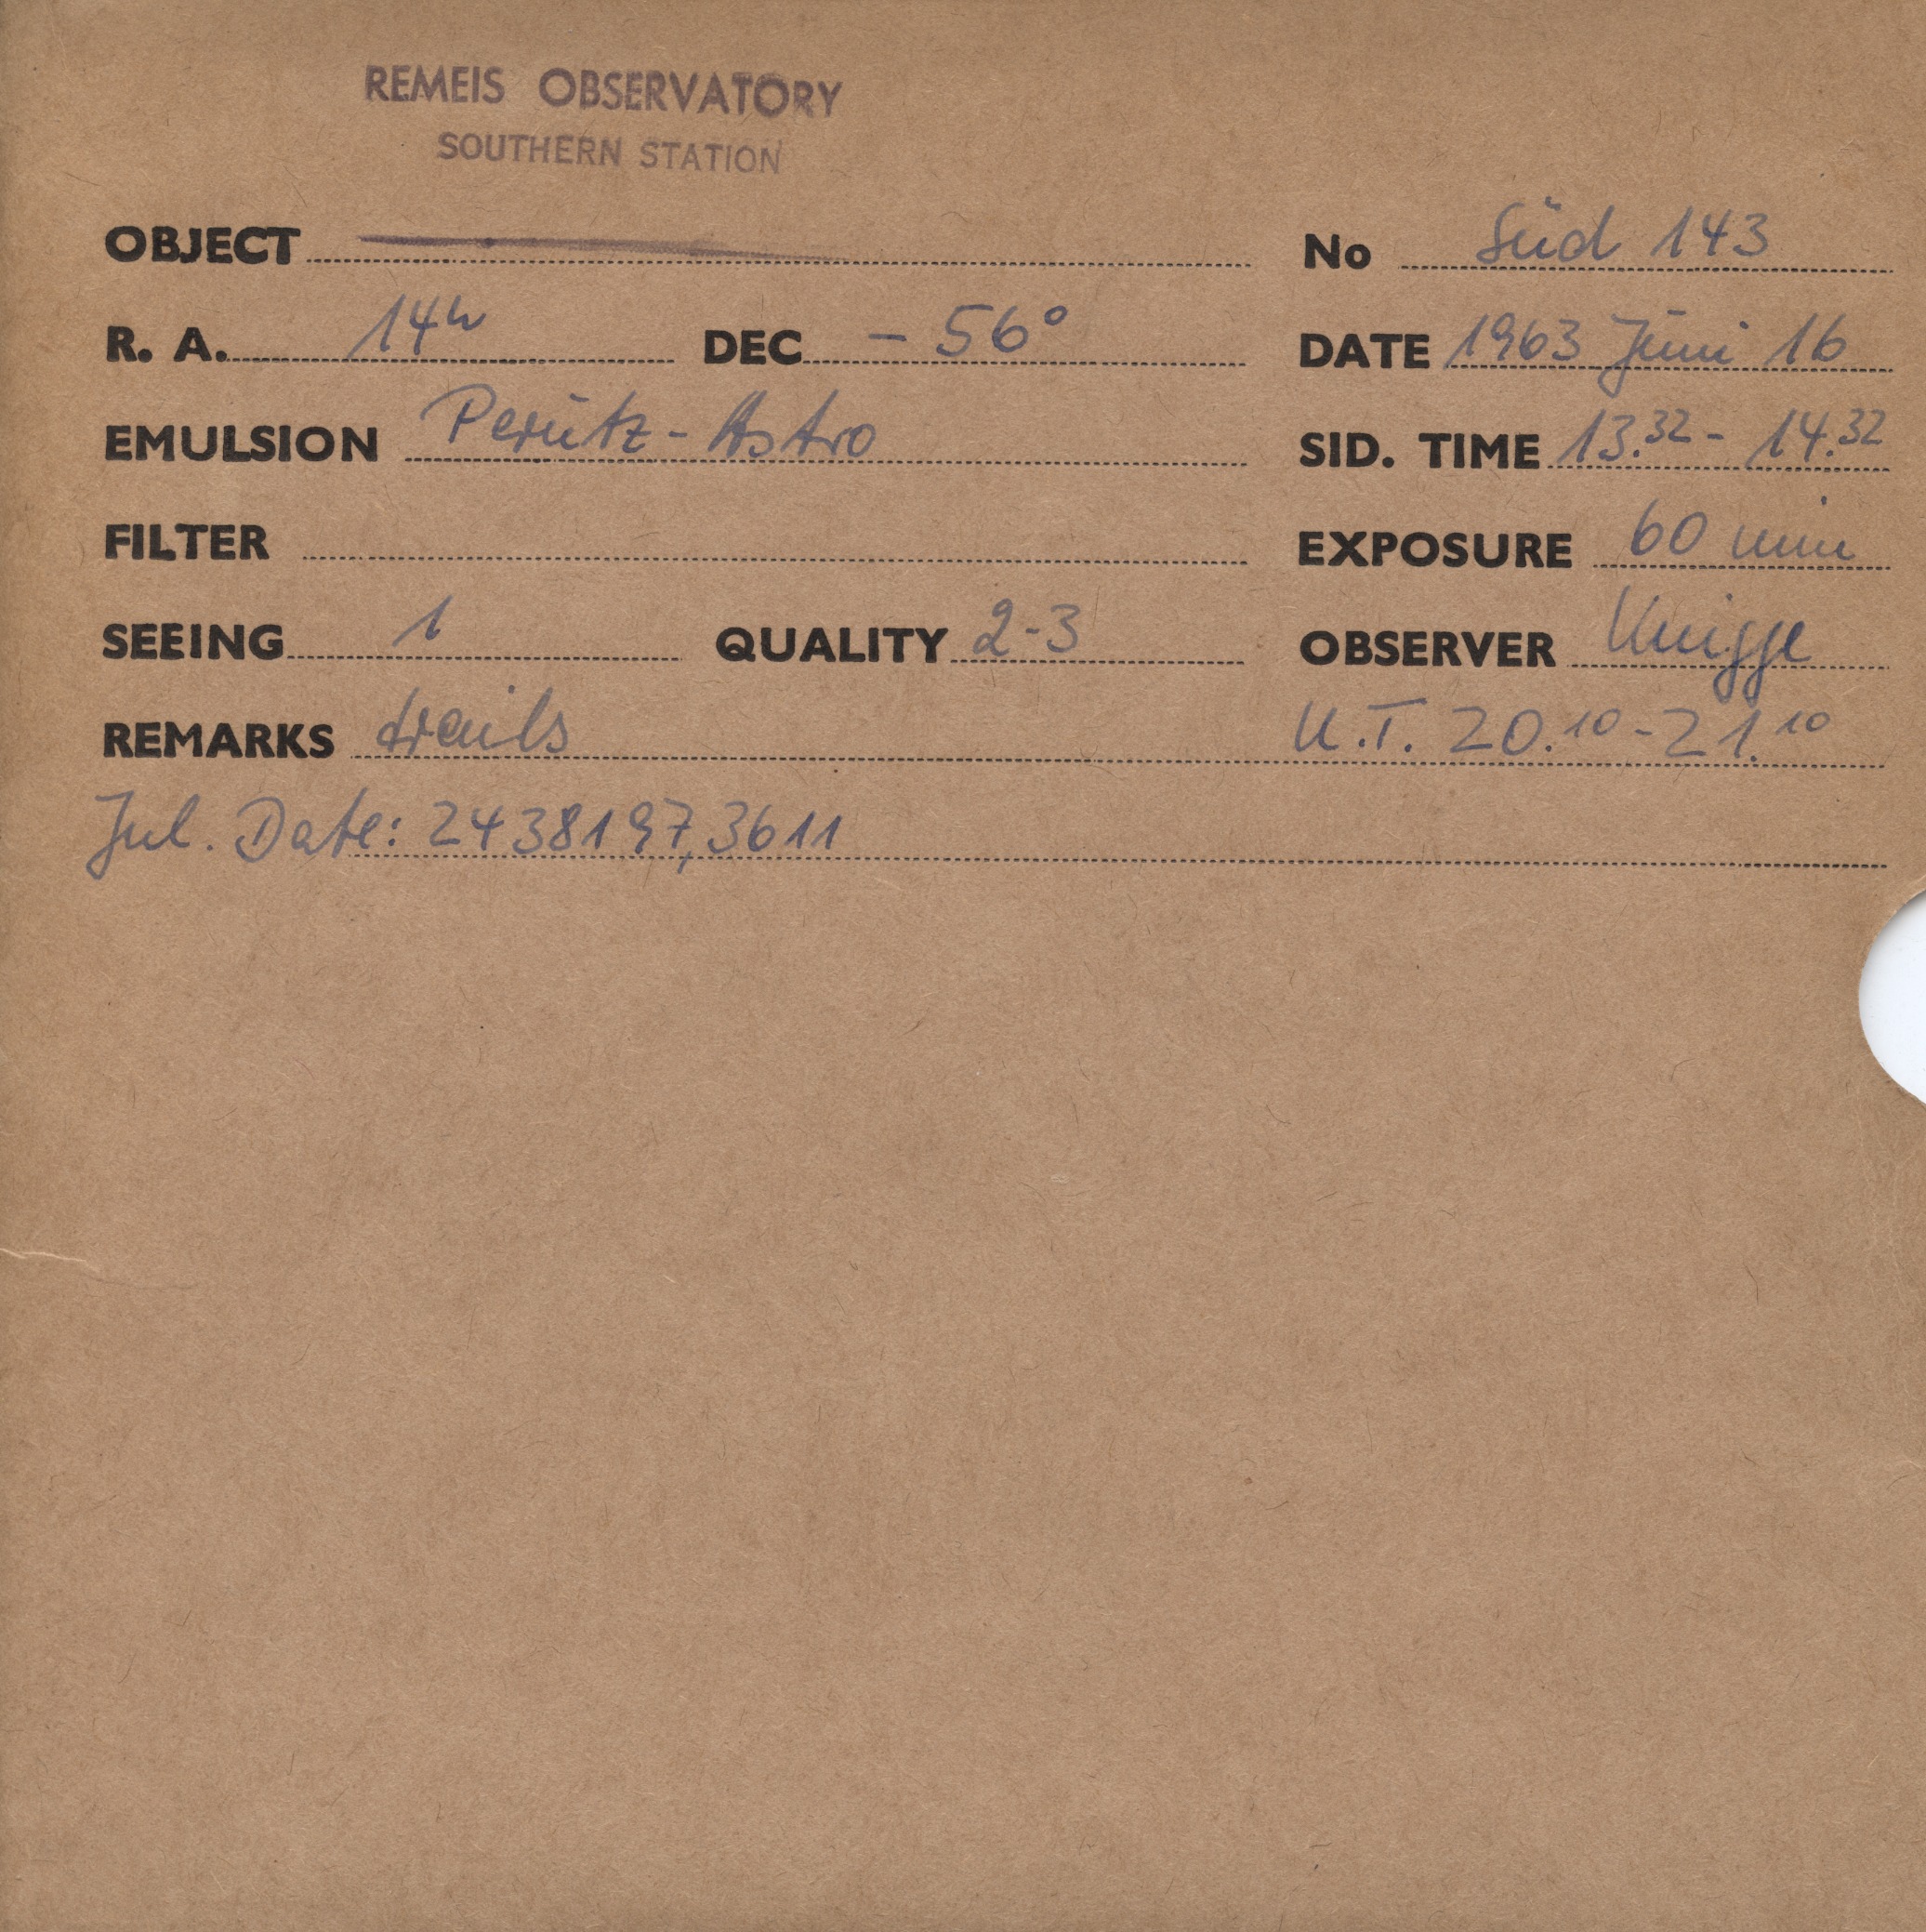 REMEIS OBSERVATORY
SOUTHERN STATION
OBJECT No Süd 143
R. A. 14h DEC - 56° DATE 1963 Juni 16
EMULSION Perutz-Astro SID. TIME 13.32 - 14.32
FILTER EXPOSURE 60 min
SEEING 1 QUALITY 2-3 OBSERVER Knigge
REMARKS trails U.T. 20.10 - 21.10
Jul. Date: 2438197,3611